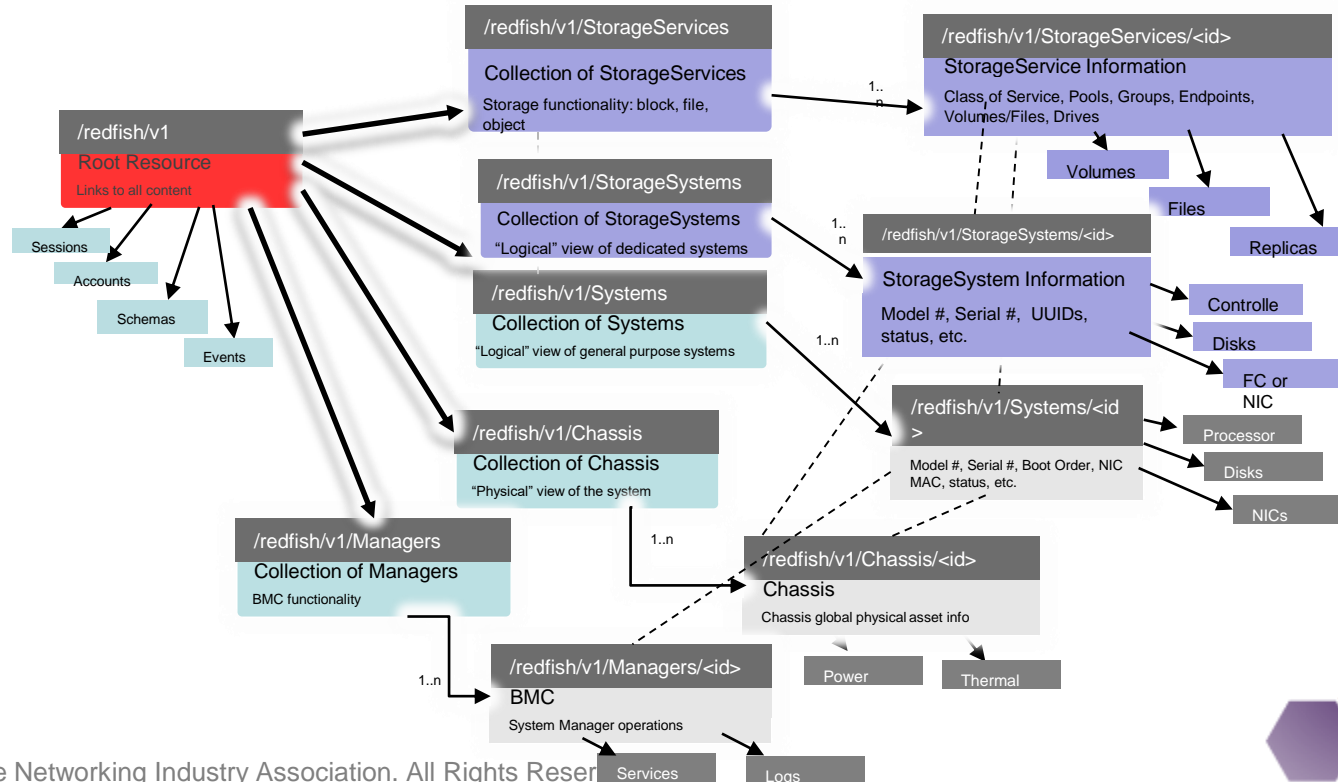 /redfish/v1/StorageServices
Collection of StorageServices
Storage functionality: block, file,
object
/redfish/v1/StorageServices/<id>
StorageService Information
Class of Service, Pools, Groups, Endpoints,
Volumes/Files, Drives
1..
n
Volumes
Files
Replicas
/redfish/v1
Root Resource
Links to all content
Sessions
Accounts
Schemas
Events
/redfish/v1/StorageSystems
Collection of StorageSystems
“Logical” view of dedicated systems
1..
n
/redfish/v1/StorageSystems/<id>
StorageSystem Information
Model #, Serial #, UUIDs,
status, etc.
Controlle
Disks
FC or
NIC
/redfish/v1/Systems
Collection of Systems
“Logical” view of general purpose systems
1..n
/redfish/v1/Systems/<id
>
Model #, Serial #, Boot Order, NIC
MAC, status, etc.
Processor
Disks
NICs
/redfish/v1/Chassis
Collection of Chassis
“Physical” view of the system
1..n
/redfish/v1/Chassis/<id>
Chassis
Chassis global physical asset info
Power
Thermal
/redfish/v1/Managers
Collection of Managers
BMC functionality
1..n
/redfish/v1/Managers/<id>
BMC
System Manager operations
Services
Logs
e Networking Industry Association. All Rights Reser